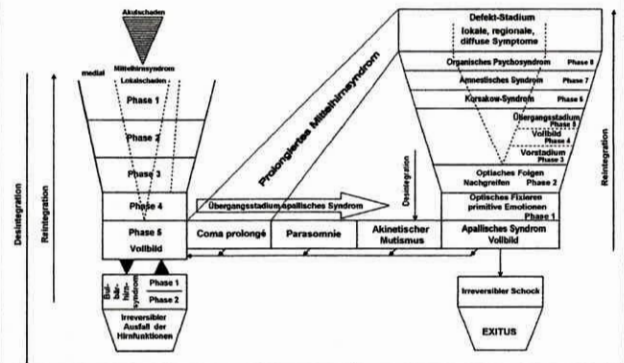 Akutschaden
Mittelhirnsyndrom
medial
Lokalschaden
Phase 1
Phase 2
Phase 3
Phase 4
Phase 5
Vollbild
Desintegration
Reintegration
Bul-
bär-
hirn-
syndrom
Phase 1
Phase 2
Irreversibler
Ausfall der
Hirnfunktionen
Prolongiertes Mittelhirnsyndrom
Übergangsstadium apallisches Syndrom
Coma prolongé
Parasomnie
Akinetischer
Mutismus
Desintegration
Defekt-Stadium
lokale, regionale,
diffuse Symptome
Organisches Psychosyndrom Phase 8
Amnestisches Syndrom Phase 7
Korsakow-Syndrom Phase 6
Übergangsstadium
Phase 5
Vollbild
Phase 4
Vorstadium
Phase 3
Optisches Folgen
Nachgreifen Phase 2
Optisches Fixieren
primitive Emotionen
Phase 1
Apallisches Syndrom
Vollbild
Reintegration
Irreversibler Schock
EXITUS